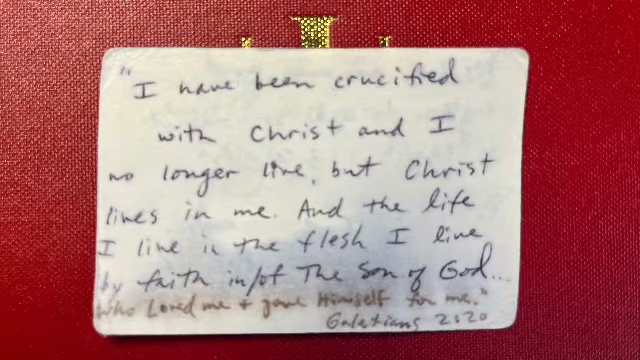 "I have been crucified
with Christ and I
no longer live, but Christ
lives in me. And the life
I live in the flesh I live
by faith in/of The Son of God...
who Loved me + gave Himself for me."
Galatians 2:20